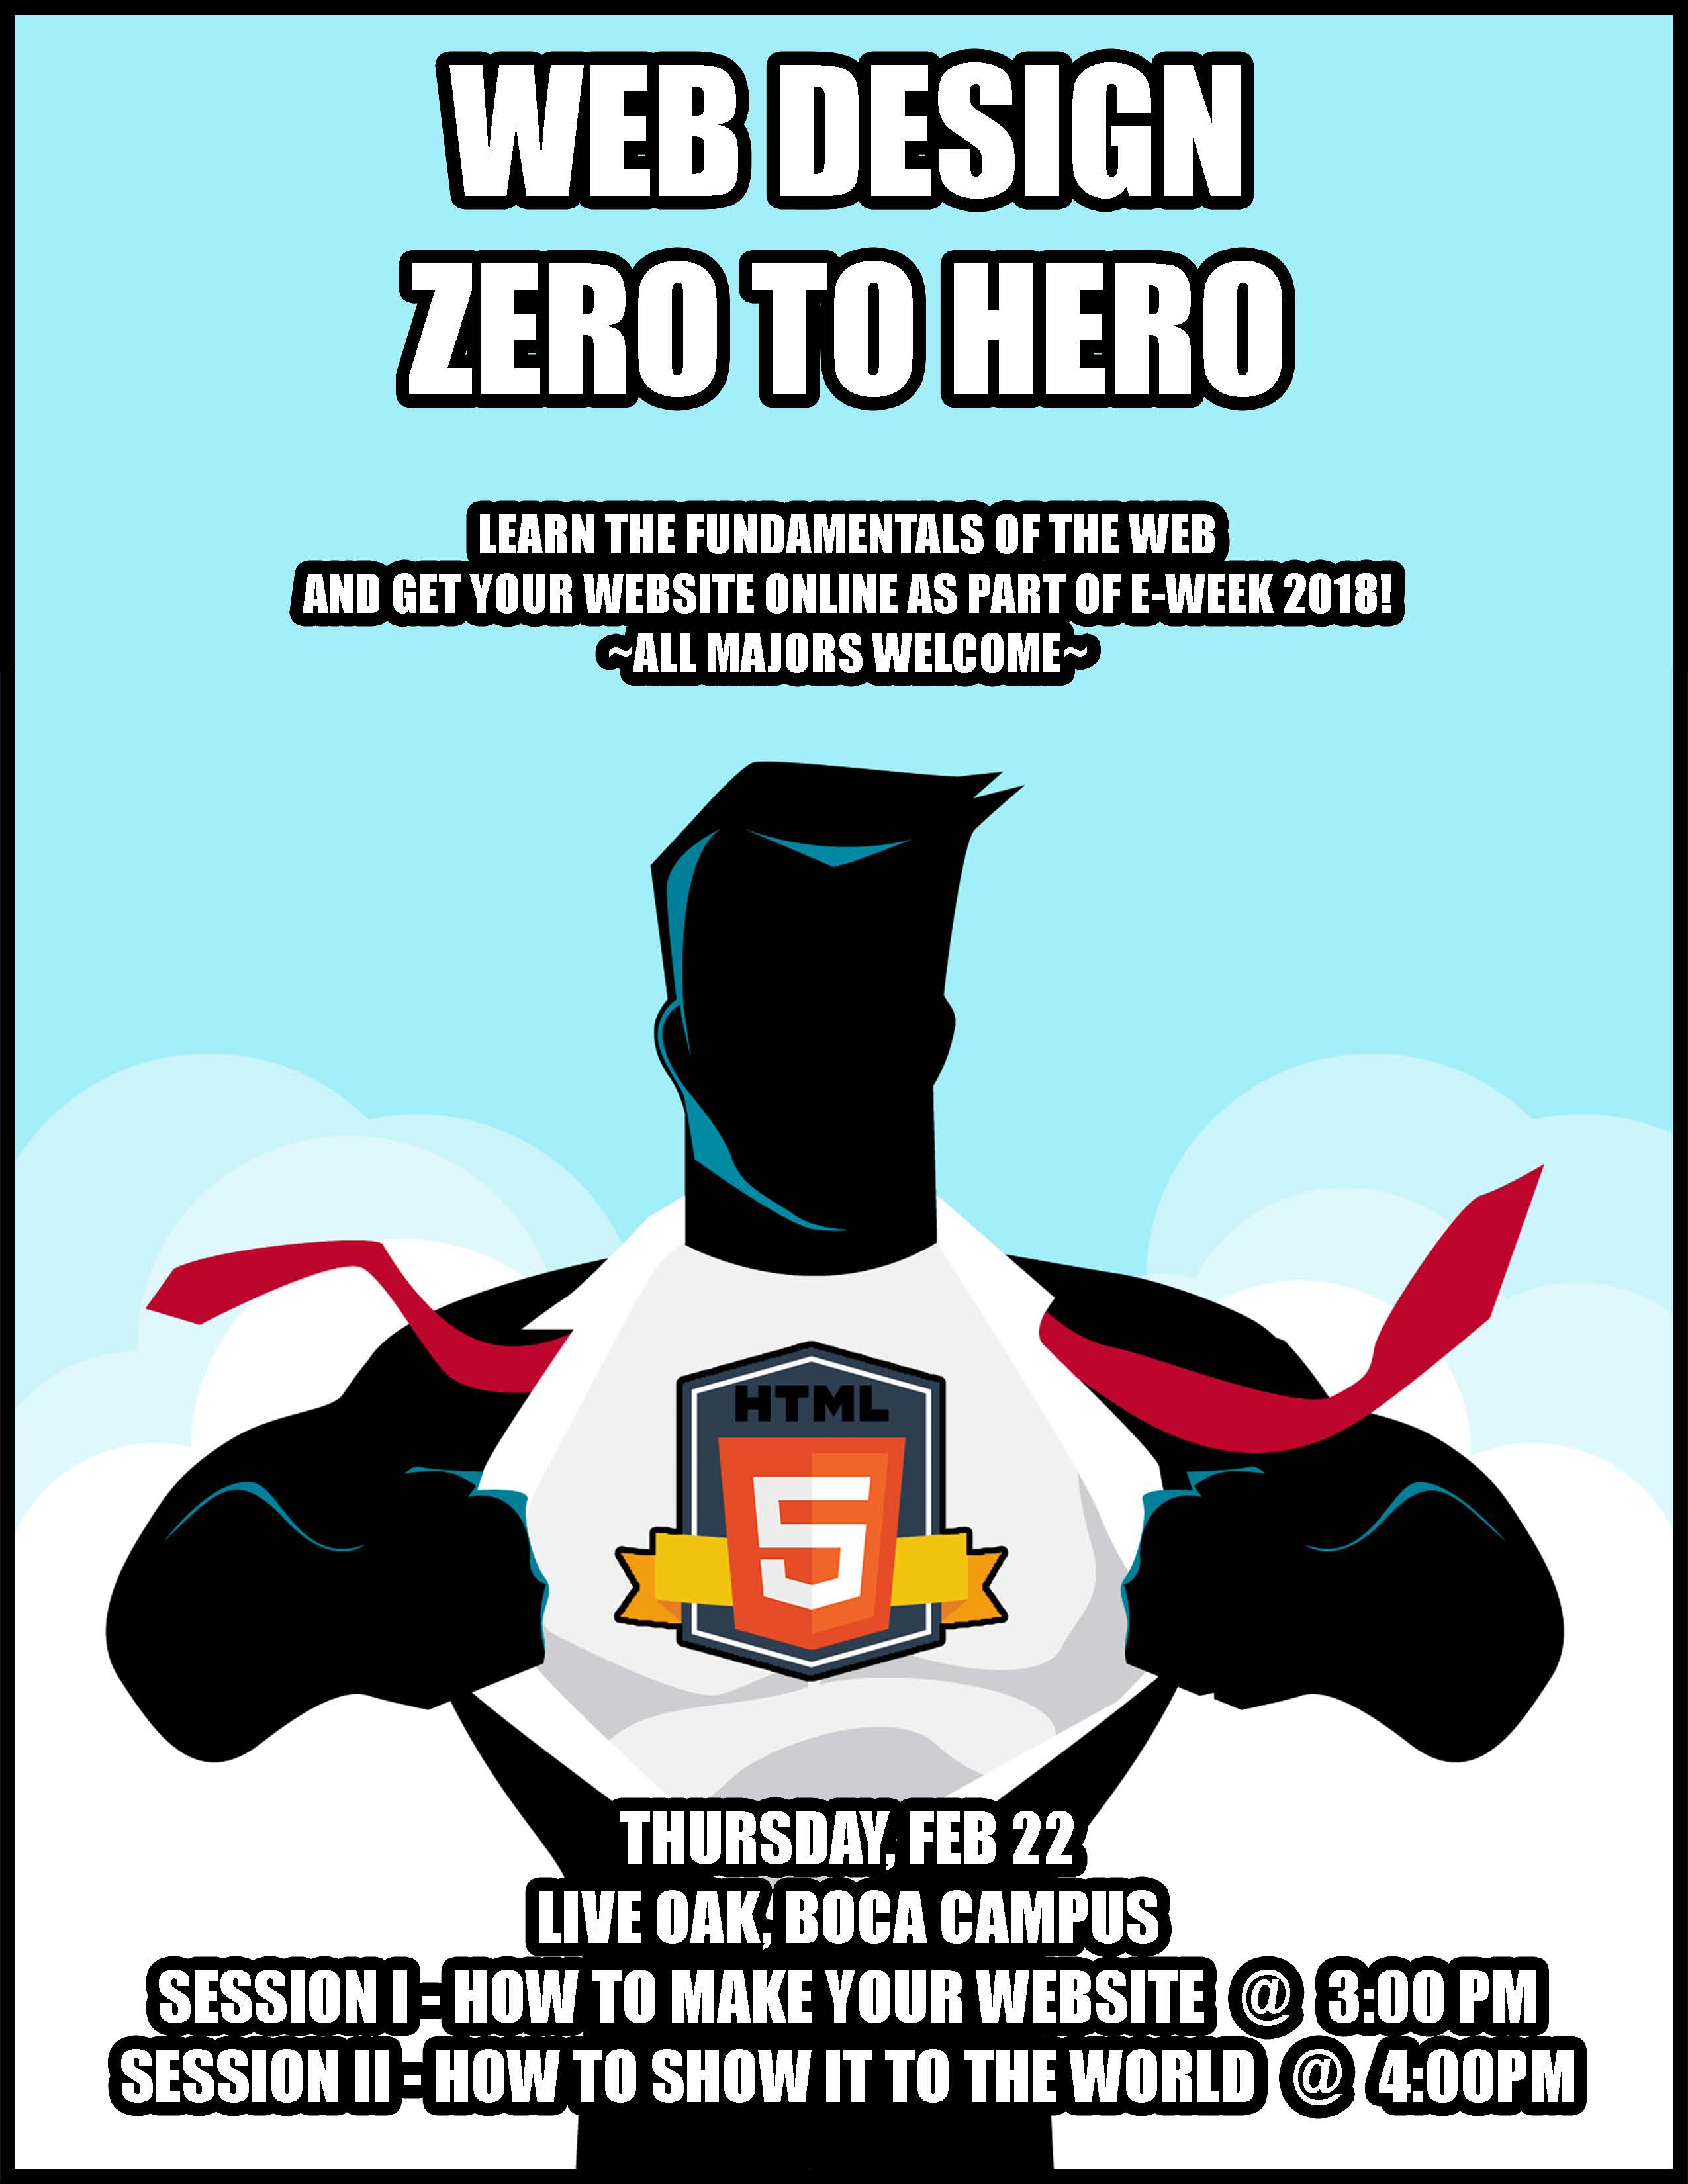 WEB DESIGN
ZERO TO HERO
LEARN THE FUNDAMENTALS OF THE WEB
AND GET YOUR WEBSITE ONLINE AS PART OF E-WEEK 2018!
~ALL MAJORS WELCOME~
HTML
5
THURSDAY, FEB 22
LIVE OAK, BOCA CAMPUS
SESSION I - HOW TO MAKE YOUR WEBSITE @ 3:00 PM
SESSION II - HOW TO SHOW IT TO THE WORLD @ 4:00PM